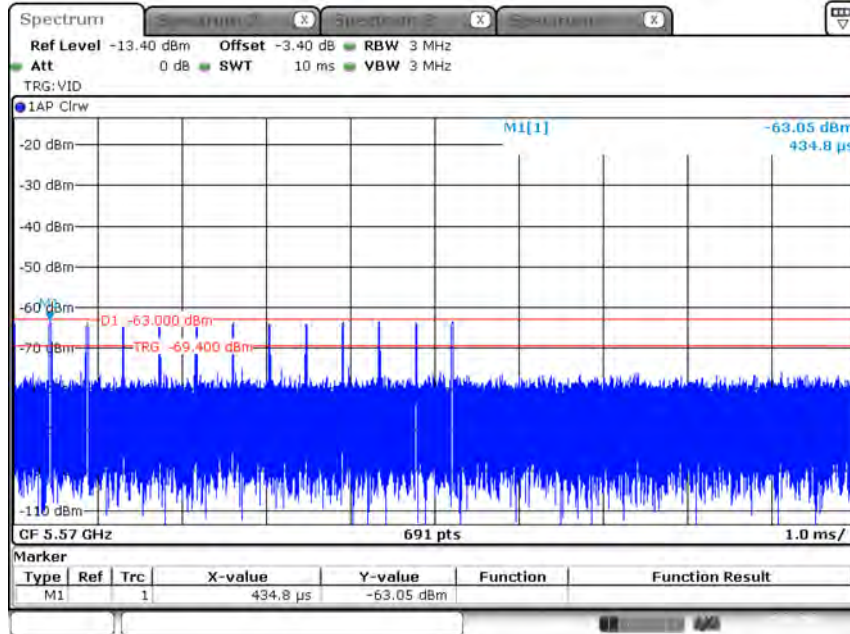 Spectrum
Ref Level -13.40 dBm Offset -3.40 dB RBW 3 MHz
Att 0 dB SWT 10 ms VBW 3 MHz
TRG:VID
1AP Clrw
M1[1] -63.05 dBm
434.8 µs
-20 dBm
-30 dBm
-40 dBm
-50 dBm
-60 dBm
M1
D1 -63.000 dBm
-70 dBm
TRG -69.400 dBm
-110 dBm
CF 5.57 GHz 691 pts 1.0 ms/
Marker
Type Ref Trc X-value Y-value Function Function Result
M1 1 434.8 µs -63.05 dBm